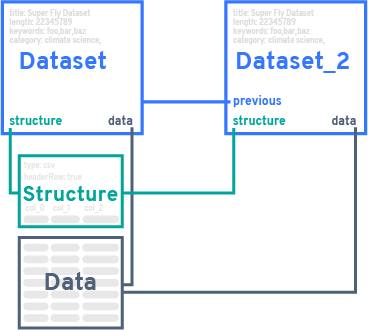 title: Super Fly Dataset
length: 22345789
keywords: foo,bar,baz
category: climate science,
Dataset
structure
data
title: Super Fly Dataset
length: 22345789
keywords: foo,bar,baz
category: climate science,
Dataset_2
previous
structure
data
type: csv
headerRow: true
Structure
col_0 col_1 col_2
Data